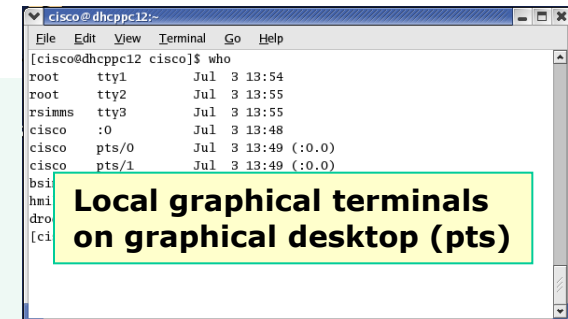 cisco@dhcppc12:~
File Edit View Terminal Go Help
[cisco@dhcppc12 cisco]$ who
root tty1 Jul 3 13:54
root tty2 Jul 3 13:55
rsimms tty3 Jul 3 13:55
cisco :0 Jul 3 13:48
cisco pts/0 Jul 3 13:49 (:0.0)
cisco pts/1 Jul 3 13:49 (:0.0)
Local graphical terminals
on graphical desktop (pts)